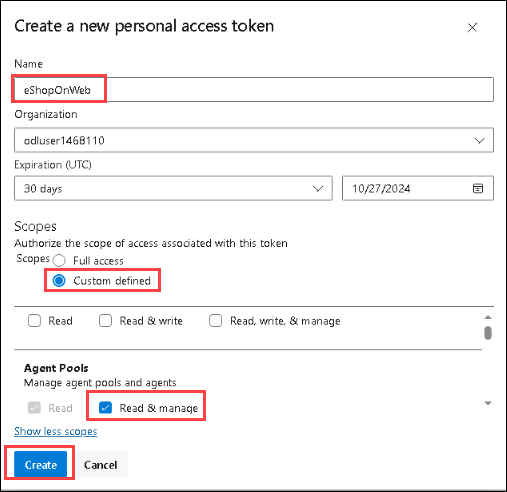 Create a new personal access token
Name
eShopOnWeb
Organization
odluser1468110
Expiration (UTC)
30 days 10/27/2024
Scopes
Authorize the scope of access associated with this token
Scopes Full access
Custom defined
Read Read & write Read, write, & manage
Agent Pools
Manage agent pools and agents
Read Read & manage
Show less scopes
Create Cancel